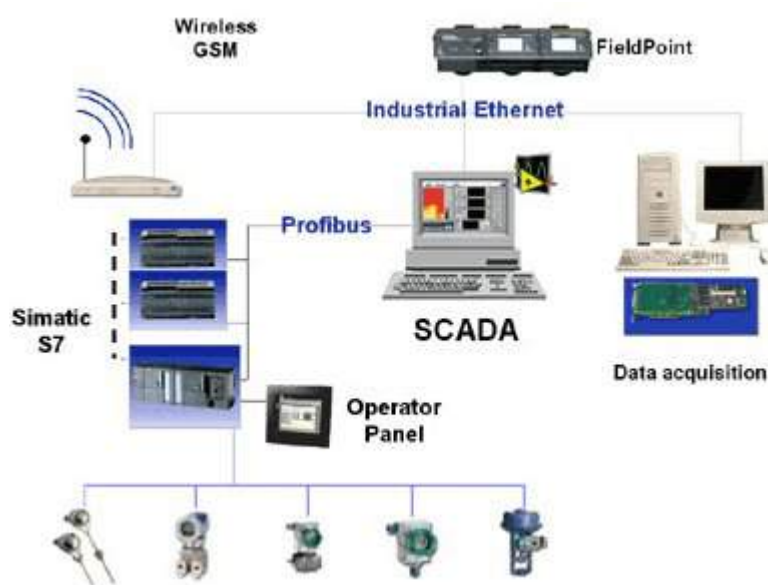 Wireless
GSM
FieldPoint
Industrial Ethernet
Profibus
Simatic
S7
SCADA
Data acquisition
Operator
Panel